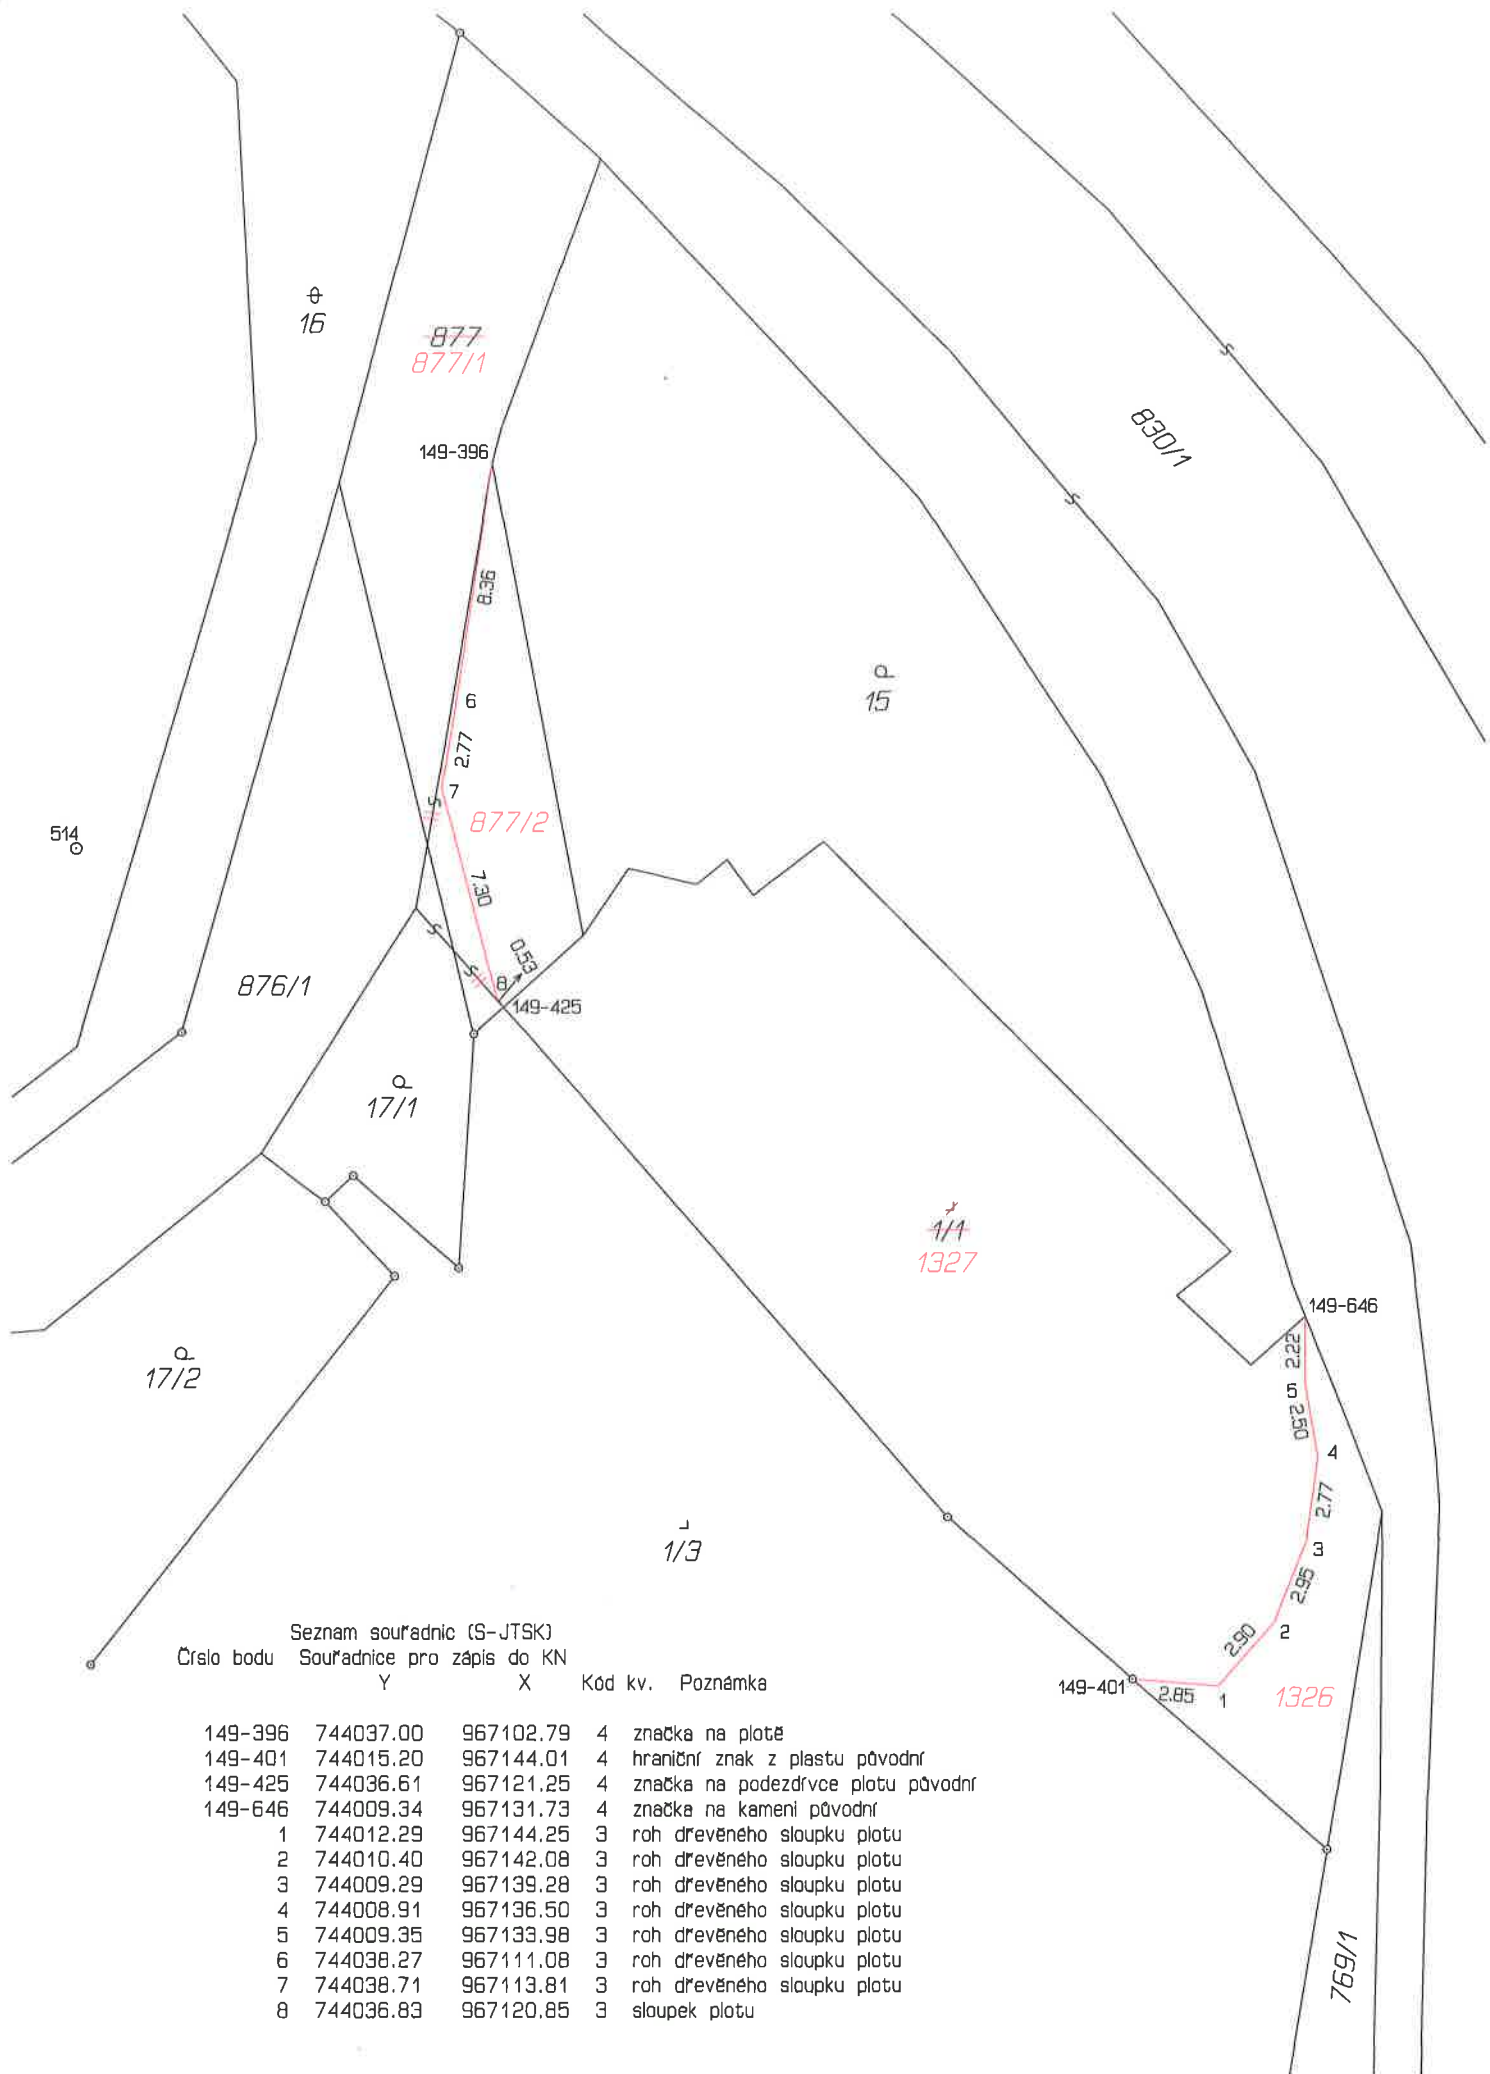 16
877
877/1
149-396
830/1
8.36
15
6
2.77
7
877/2
514
7.30
0.53
8
149-425
876/1
17/1
1/1
1327
149-646
17/2
2.22
5
2.50
4
2.77
1/3
3
2.95
2
2.90
149-401
2.85
1
1326
769/1
Seznam souřadnic (S-JTSK)
Číslo bodu Souřadnice pro zápis do KN
Y X Kód kv. Poznámka
149-396 744037.00 967102.79 4 značka na plotě
149-401 744015.20 967144.01 4 hraniční znak z plastu původní
149-425 744036.61 967121.25 4 značka na podezdívce plotu původní
149-646 744009.34 967131.73 4 značka na kameni původní
1 744012.29 967144.25 3 roh dřevěného sloupku plotu
2 744010.40 967142.08 3 roh dřevěného sloupku plotu
3 744009.29 967139.28 3 roh dřevěného sloupku plotu
4 744008.91 967136.50 3 roh dřevěného sloupku plotu
5 744009.35 967133.98 3 roh dřevěného sloupku plotu
6 744038.27 967111.08 3 roh dřevěného sloupku plotu
7 744038.71 967113.81 3 roh dřevěného sloupku plotu
8 744036.83 967120.85 3 sloupek plotu